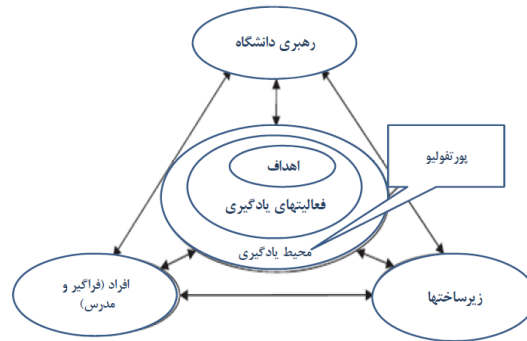 رهبری دانشگاه
پورتفولیو
اهداف
فعالیتهای یادگیری
محیط یادگیری
زیرساختها
افراد (فراگیر و
مدرس)